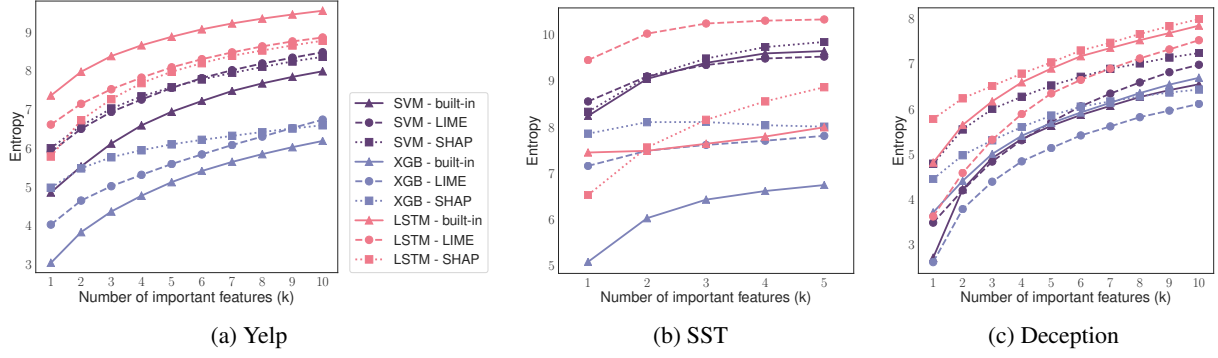 Entropy
9
8
7
6
5
4
3
1 2 3 4 5 6 7 8 9 10
Number of important features (k)
(a) Yelp
SVM - built-in
SVM - LIME
SVM - SHAP
XGB - built-in
XGB - LIME
XGB - SHAP
LSTM - built-in
LSTM - LIME
LSTM - SHAP
Entropy
10
9
8
7
6
5
1 2 3 4 5
Number of important features (k)
(b) SST
Entropy
8
7
6
5
4
3
1 2 3 4 5 6 7 8 9 10
Number of important features (k)
(c) Deception